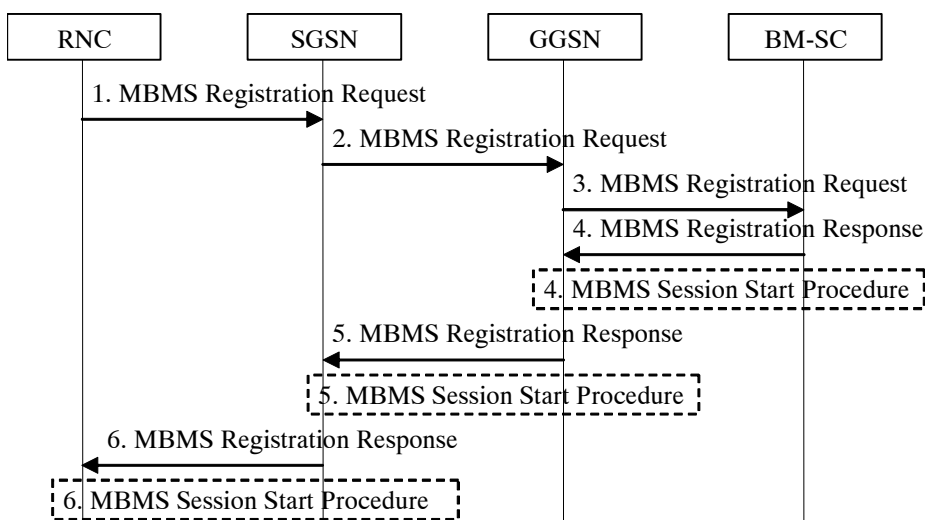 RNC
SGSN
GGSN
BM-SC
1. MBMS Registration Request
2. MBMS Registration Request
3. MBMS Registration Request
4. MBMS Registration Response
4. MBMS Session Start Procedure
5. MBMS Registration Response
5. MBMS Session Start Procedure
6. MBMS Registration Response
6. MBMS Session Start Procedure